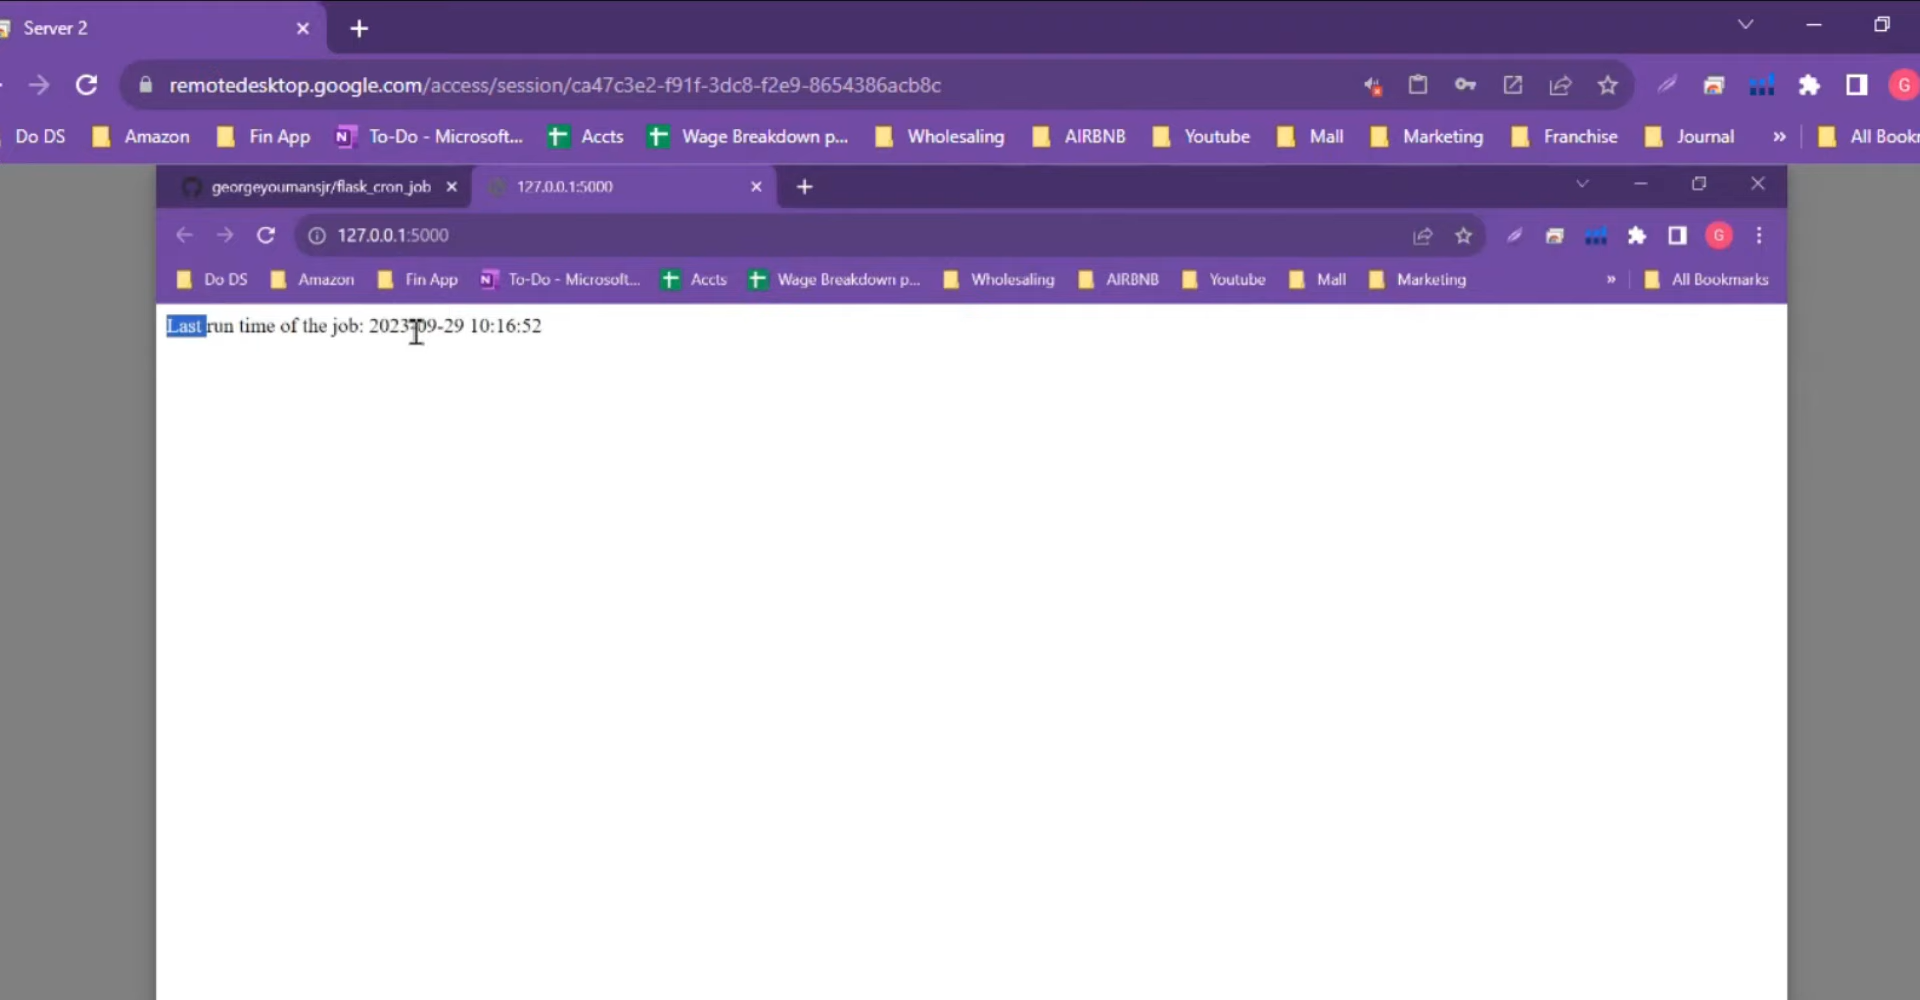 Server 2
remotedesktop.google.com/access/session/ca47c3e2-f91f-3dc8-f2e9-8654386acb8c
G
Do DS Amazon Fin App N To-Do - Microsoft... Accts Wage Breakdown p... Wholesaling AIRBNB Youtube Mall Marketing Franchise Journal » All Bookr
georgeyoumansjr/flask_cron_job 127.0.0.1:5000
127.0.0.1:5000 G
Do DS Amazon Fin App N To-Do - Microsoft... Accts Wage Breakdown p... Wholesaling AIRBNB Youtube Mall Marketing » All Bookmarks
Last run time of the job: 2023-09-29 10:16:52